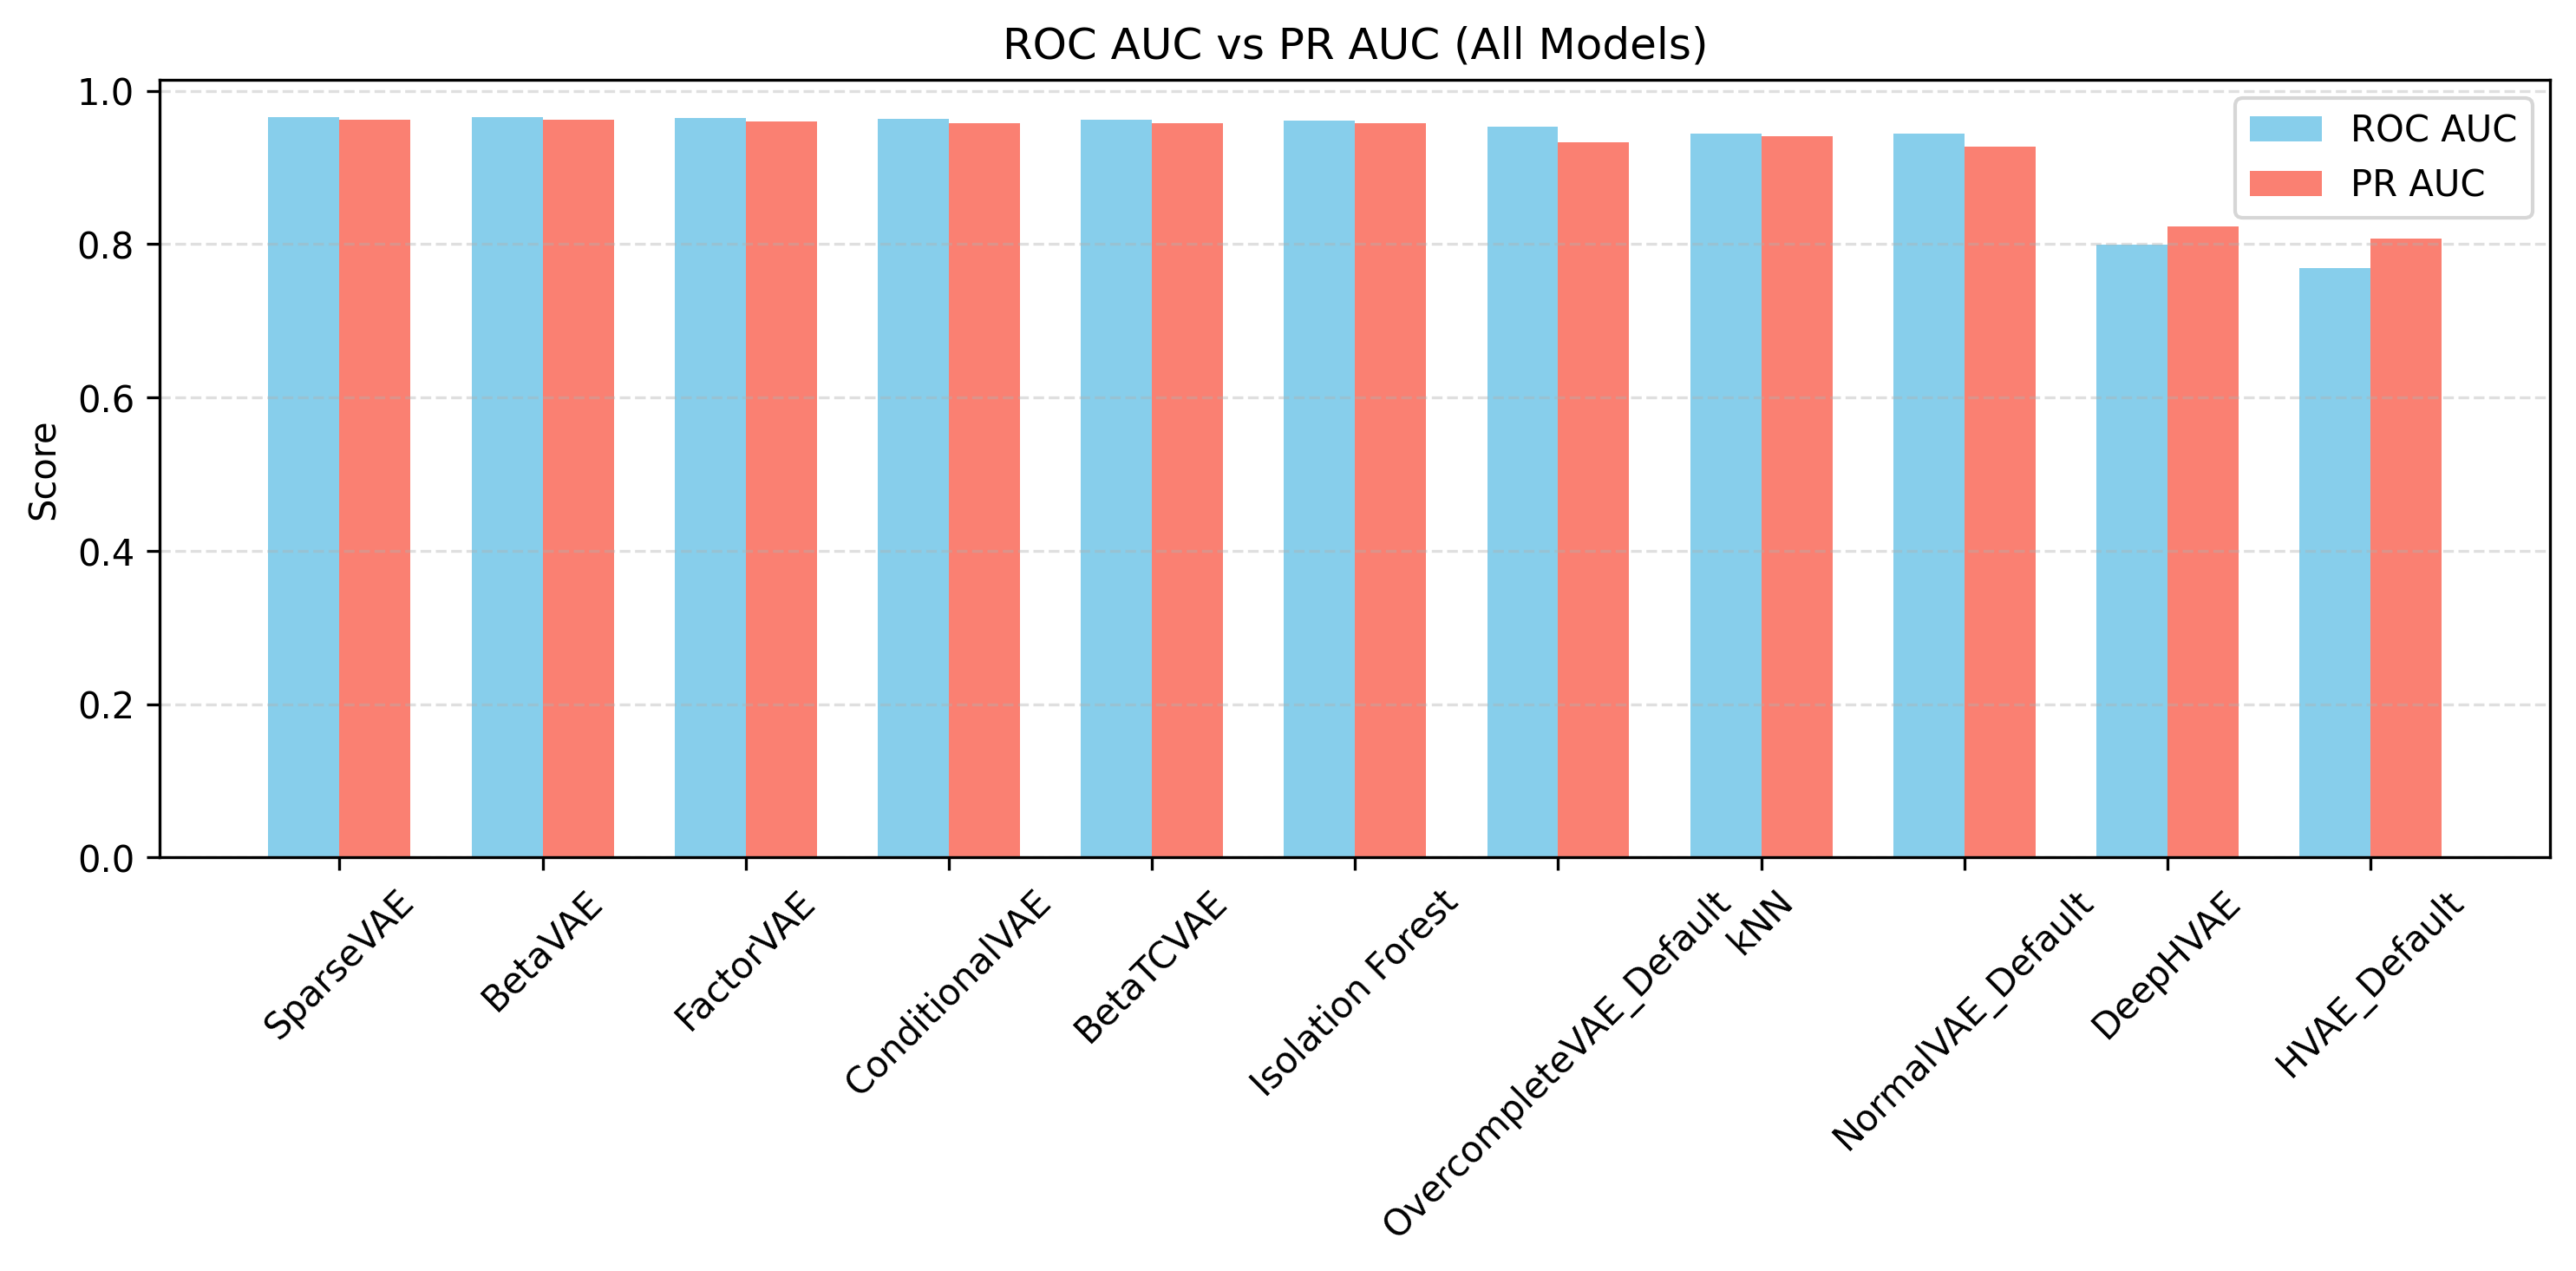 ROC AUC vs PR AUC (All Models)
ROC AUC
PR AUC
Score
1.0
0.8
0.6
0.4
0.2
0.0
SparseVAE
BetaVAE
FactorVAE
ConditionalVAE
BetaTCVAE
Isolation Forest
OvercompleteVAE_Default
kNN
NormalVAE_Default
DeepHVAE
HVAE_Default